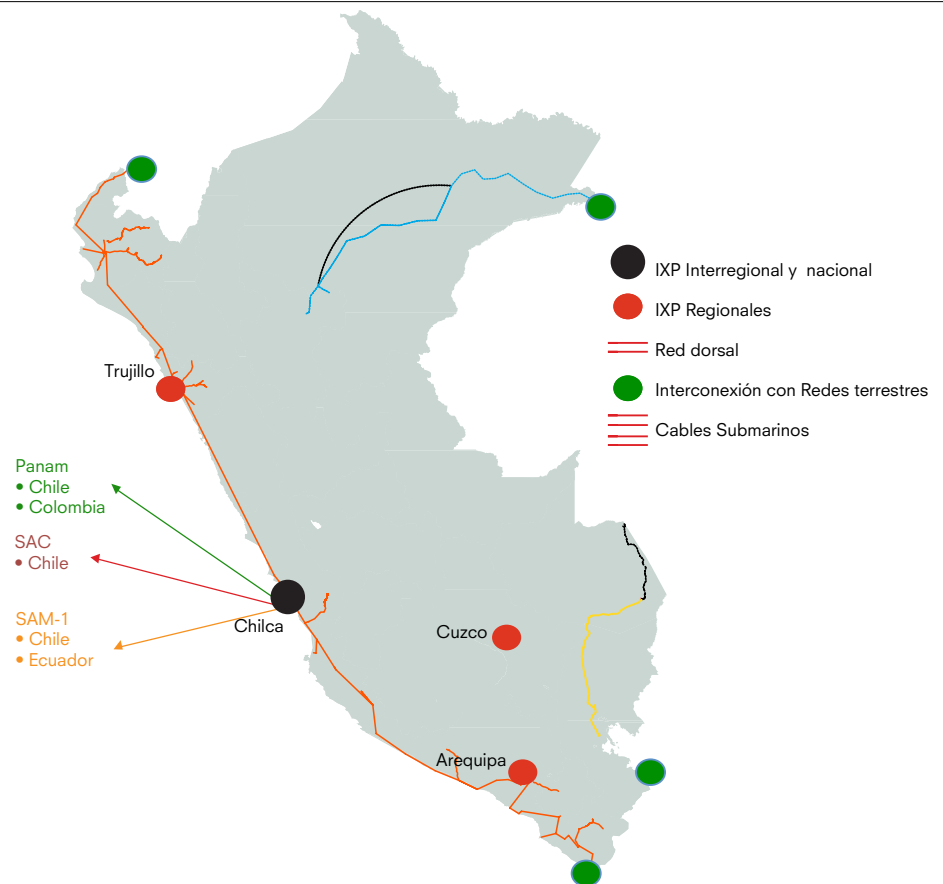 IXP Interregional y nacional
IXP Regionales
Red dorsal
Interconexión con Redes terrestres
Cables Submarinos
Trujillo
Panam
• Chile
• Colombia
SAC
• Chile
SAM-1
• Chile
• Ecuador
Chilca
Cuzco
Arequipa